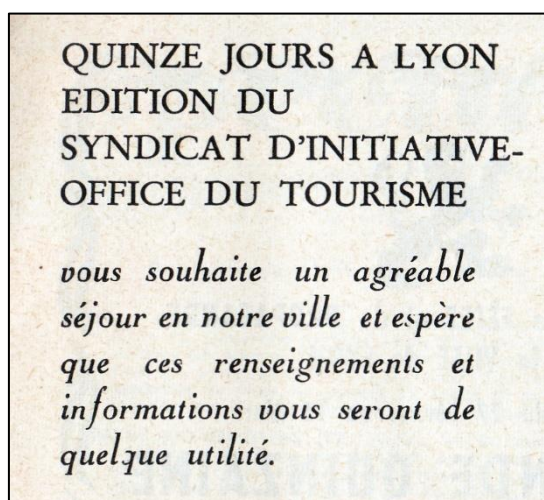 QUINZE JOURS A LYON
EDITION DU
SYNDICAT D'INITIATIVE-
OFFICE DU TOURISME
vous souhaite un agréable
séjour en notre ville et espère
que ces renseignements et
informations vous seront de
quelque utilité.